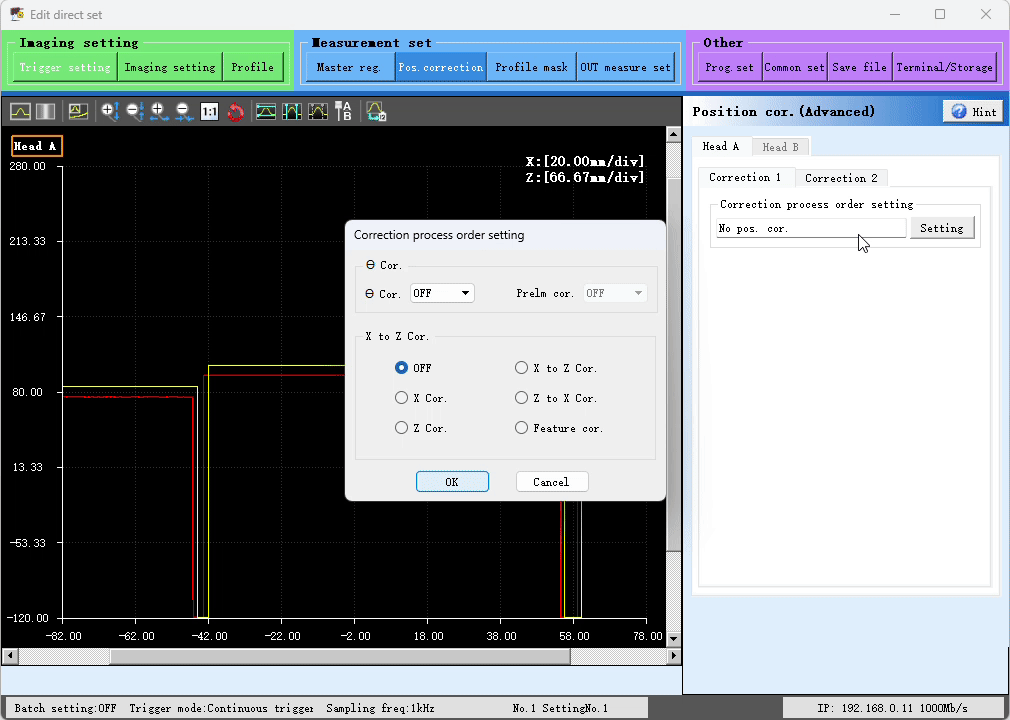 Edit direct set
Imaging setting
Trigger setting
Imaging setting
Profile
Measurement set
Master reg.
Pos.correction
Profile mask
OUT measure set
Other
Prog.set
Common set
Save file
Terminal/Storage
1:1
A
B
Head A
X:[20.00mm/div]
Z:[66.67mm/div]
280.00
213.33
146.67
80.00
13.33
-53.33
-120.00
-82.00
-62.00
-42.00
-22.00
-2.00
18.00
38.00
58.00
78.00
Position cor.(Advanced)
Hint
Head A
Head B
Correction 1
Correction 2
Correction process order setting
No pos. cor.
Setting
Correction process order setting
Θ Cor.
Θ Cor.
OFF
Prelm cor.
OFF
X to Z Cor.
OFF
X to Z Cor.
X Cor.
Z to X Cor.
Z Cor.
Feature cor.
OK
Cancel
Batch setting:OFF
Trigger mode:Continuous trigger
Sampling freq:1kHz
No.1 SettingNo.1
IP: 192.168.0.11 1000Mb/s